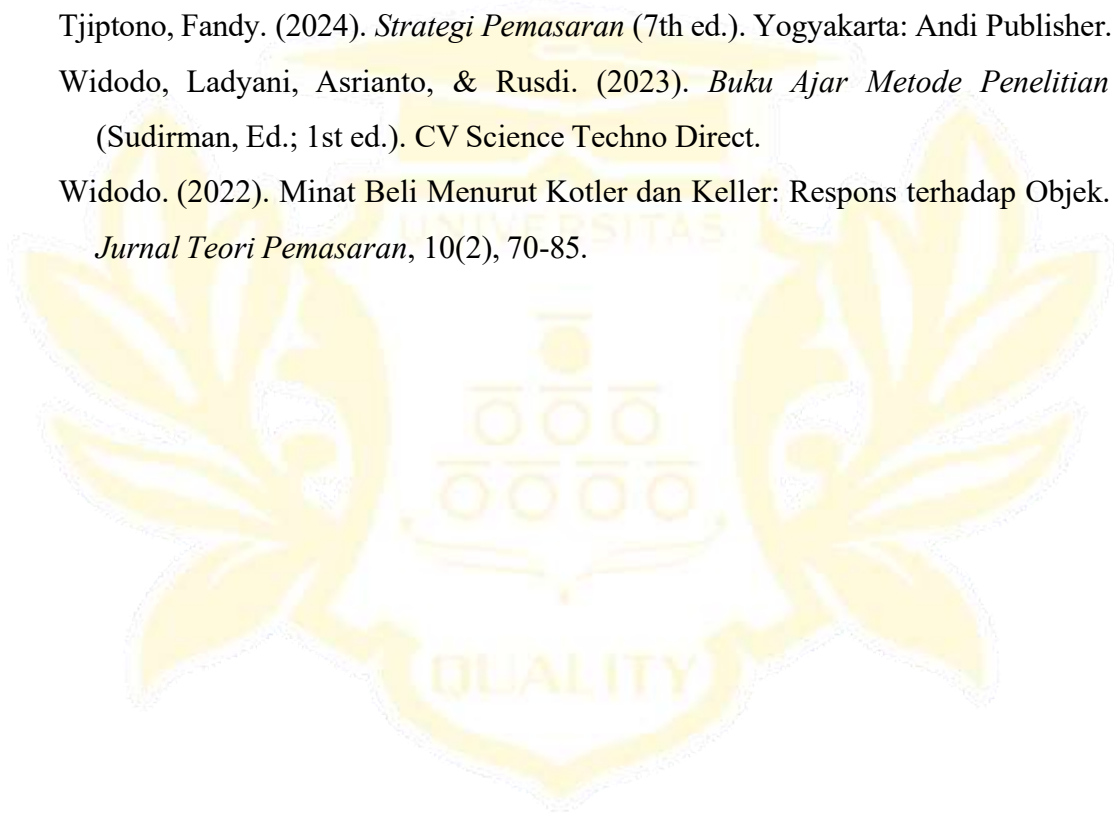 Tjiptono, Fandy. (2024). Strategi Pemasaran (7th ed.). Yogyakarta: Andi Publisher.
Widodo, Ladyani, Asrianto, & Rusdi. (2023). Buku Ajar Metode Penelitian
(Sudirman, Ed.; 1st ed.). CV Science Techno Direct.
Widodo. (2022). Minat Beli Menurut Kotler dan Keller: Respons terhadap Objek.
Jurnal Teori Pemasaran, 10(2), 70-85.
UNIVERSITAS
QUALITY